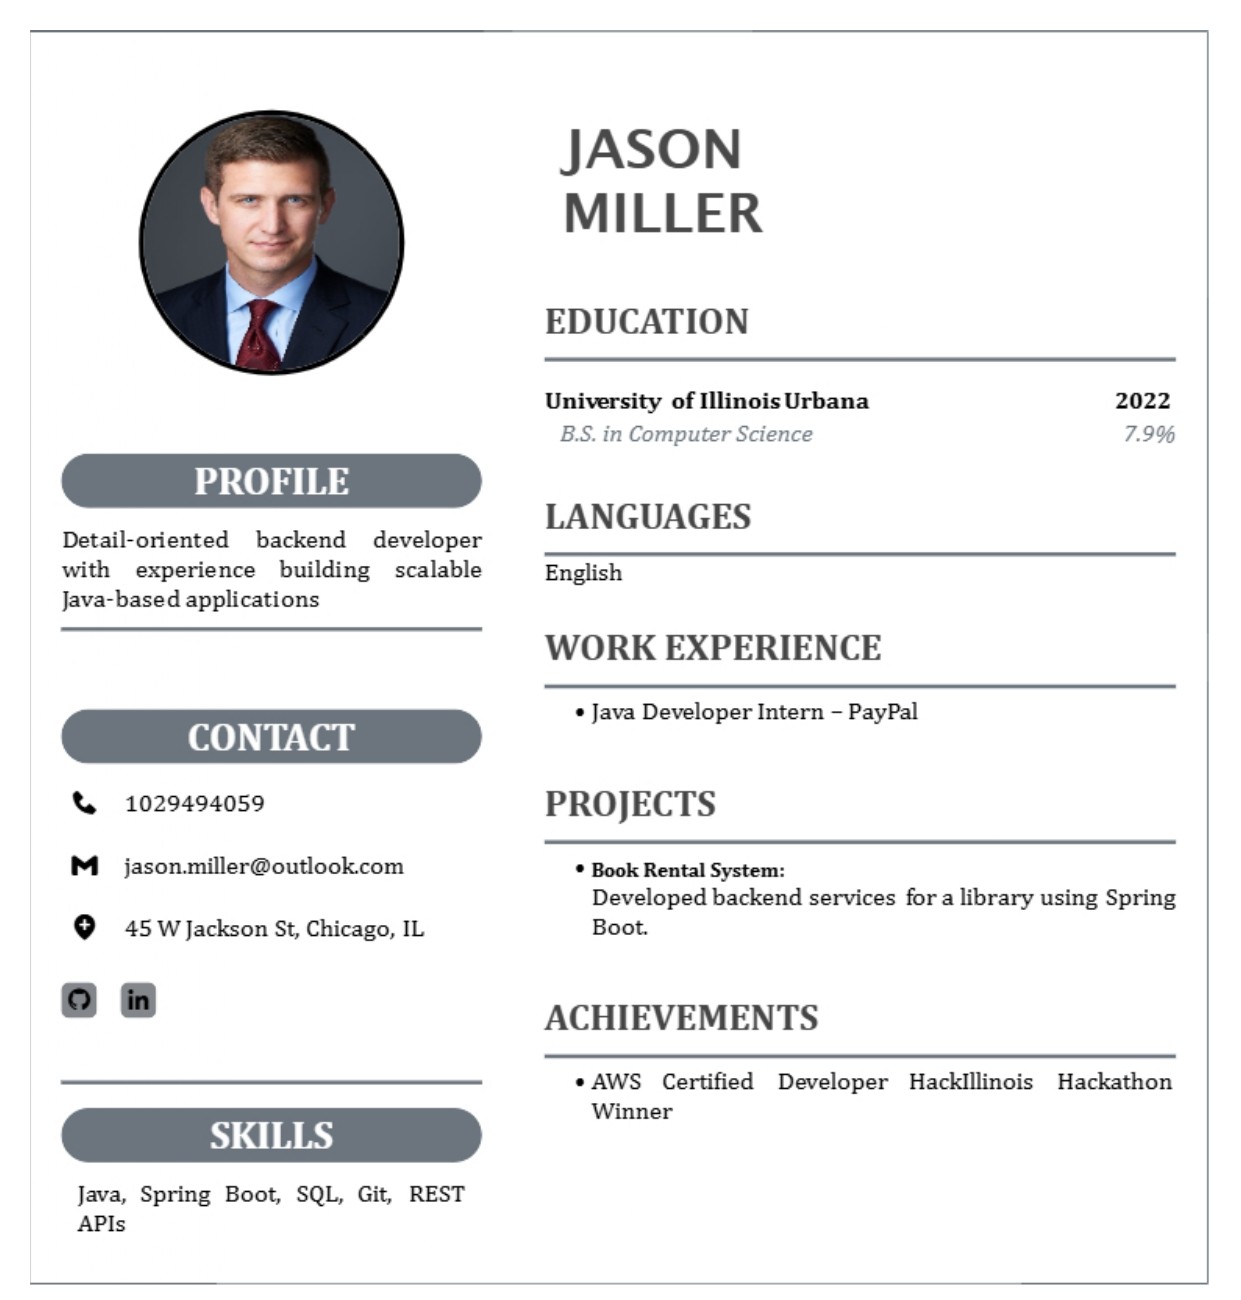 JASON
MILLER
PROFILE
Detail-oriented backend developer
with experience building scalable
Java-based applications
CONTACT
1029494059
jason.miller@outlook.com
45 W Jackson St, Chicago, IL
in
SKILLS
Java, Spring Boot, SQL, Git, REST
APIs
EDUCATION
University of Illinois Urbana 2022
B.S. in Computer Science 7.9%
LANGUAGES
English
WORK EXPERIENCE
• Java Developer Intern – PayPal
PROJECTS
• Book Rental System:
Developed backend services for a library using Spring
Boot.
ACHIEVEMENTS
• AWS Certified Developer HackIllinois Hackathon
Winner